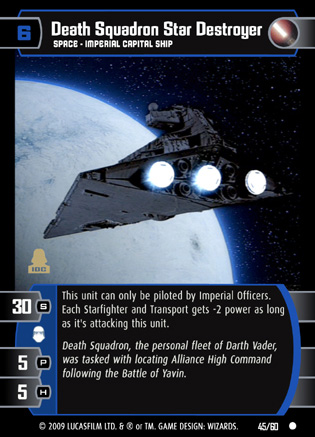 6
Death Squadron Star Destroyer
SPACE - IMPERIAL CAPITAL SHIP
IDC
30 S
5 P
5 H
This unit can only be piloted by Imperial Officers.
Each Starfighter and Transport gets -2 power as long
as it's attacking this unit.
Death Squadron, the personal fleet of Darth Vader,
was tasked with locating Alliance High Command
following the Battle of Yavin.
© 2009 LUCASFILM LTD. & ® or TM. GAME DESIGN: WIZARDS.
45/60